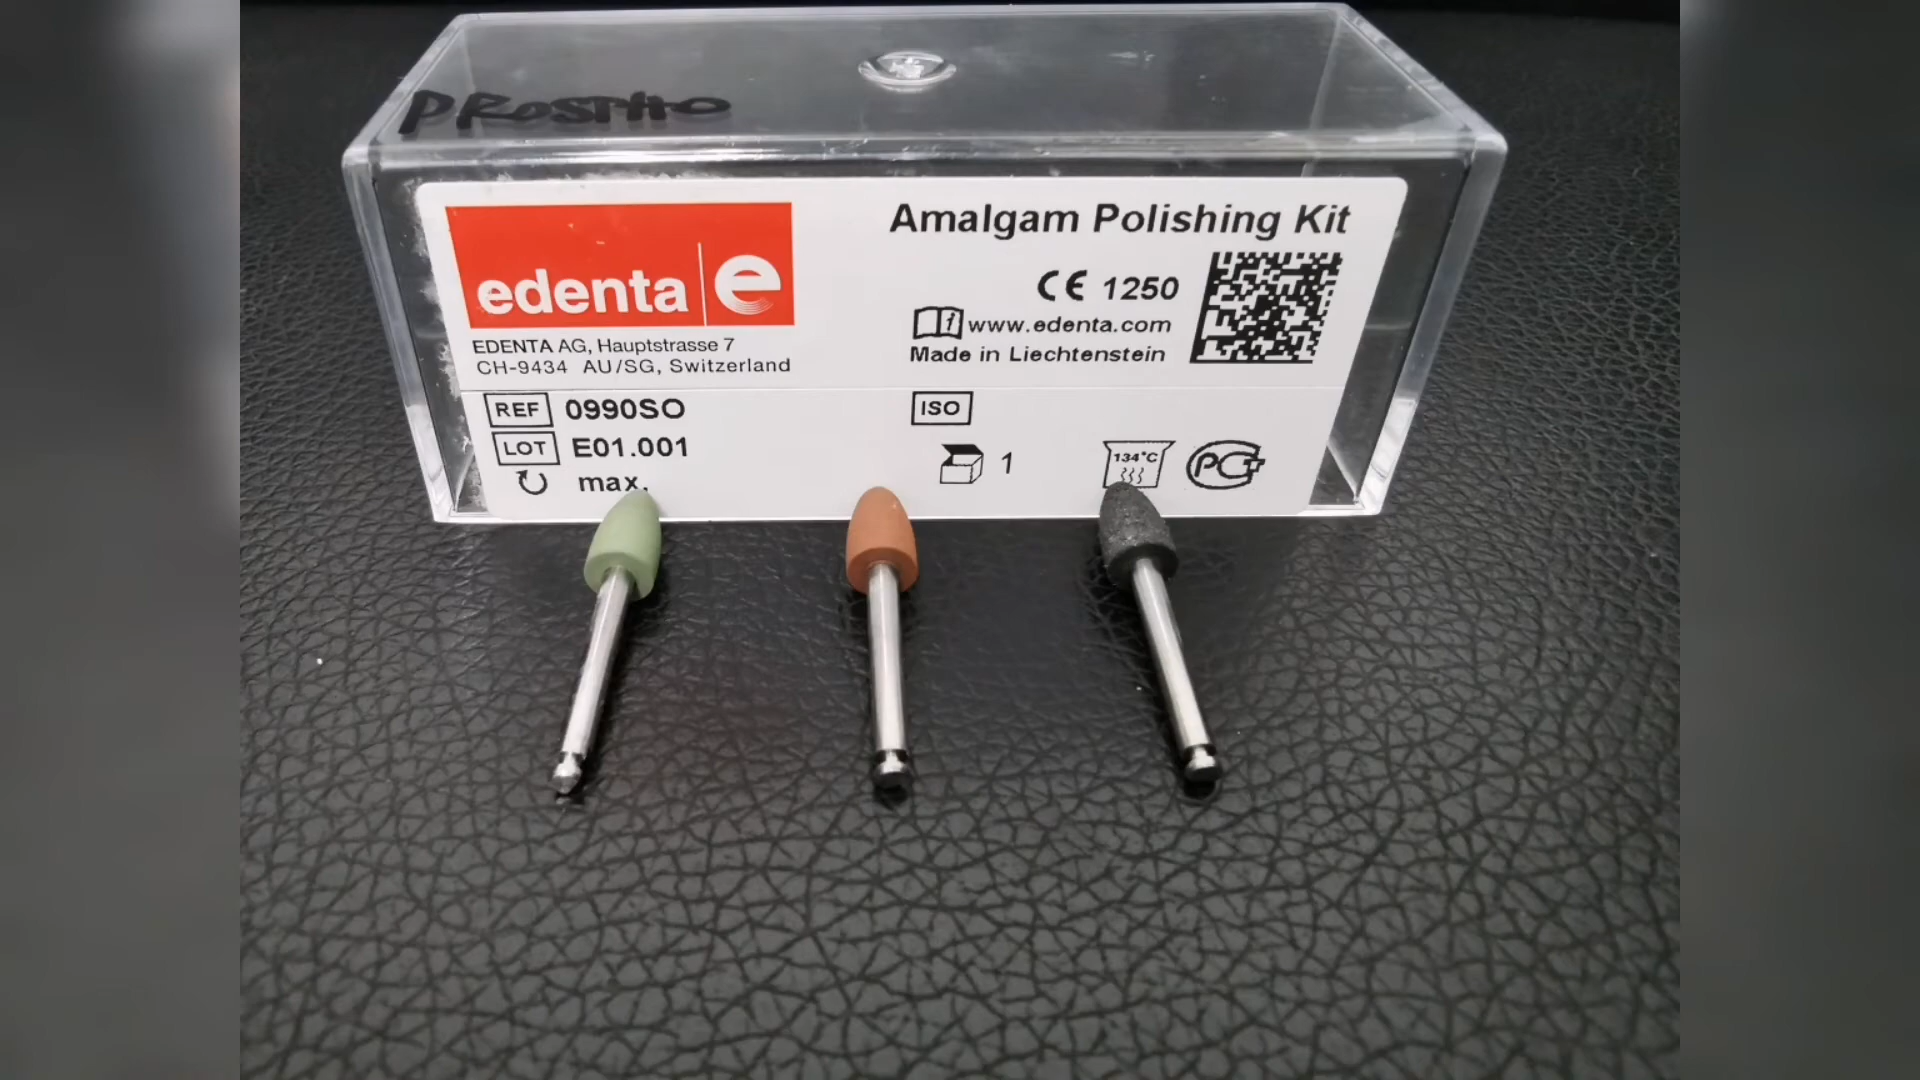 PROSTHO
edenta e
Amalgam Polishing Kit
CE 1250
www.edenta.com
Made in Liechtenstein
EDENTA AG, Hauptstrasse 7
CH-9434 AU/SG, Switzerland
REF 0990SO
ISO
LOT E01.001
max.
1
134°C
PCT